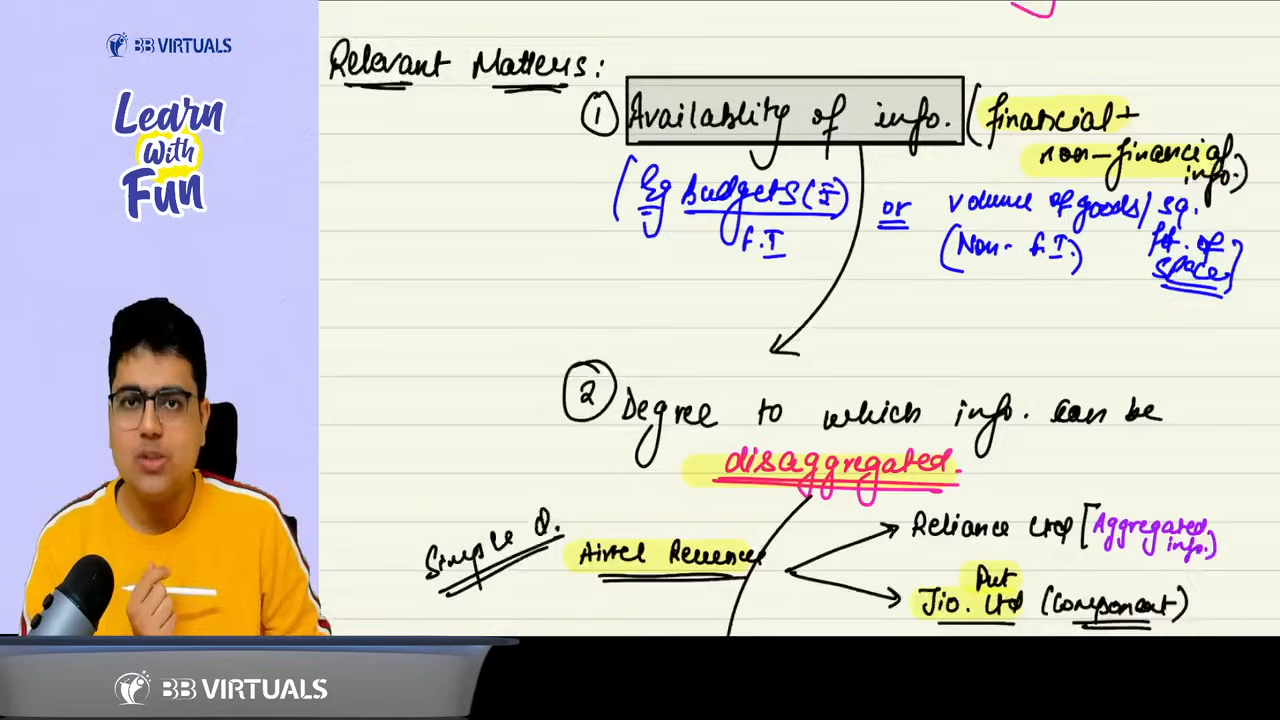 BB VIRTUALS
Learn
With
Fun
Relevant Matters:
① Availablity of info. (financial +
non-financial
info.)
(Eg Budgets(I) or volume of goods/sq.
F.I (Non- f.I.) ft. of
space)
② Degree to which info. can be
disaggregated.
Simple Q. Airtel Revenue
Reliance Ltd [Aggregated
info.)
Put
Jio. Ltd (Component)
BB VIRTUALS